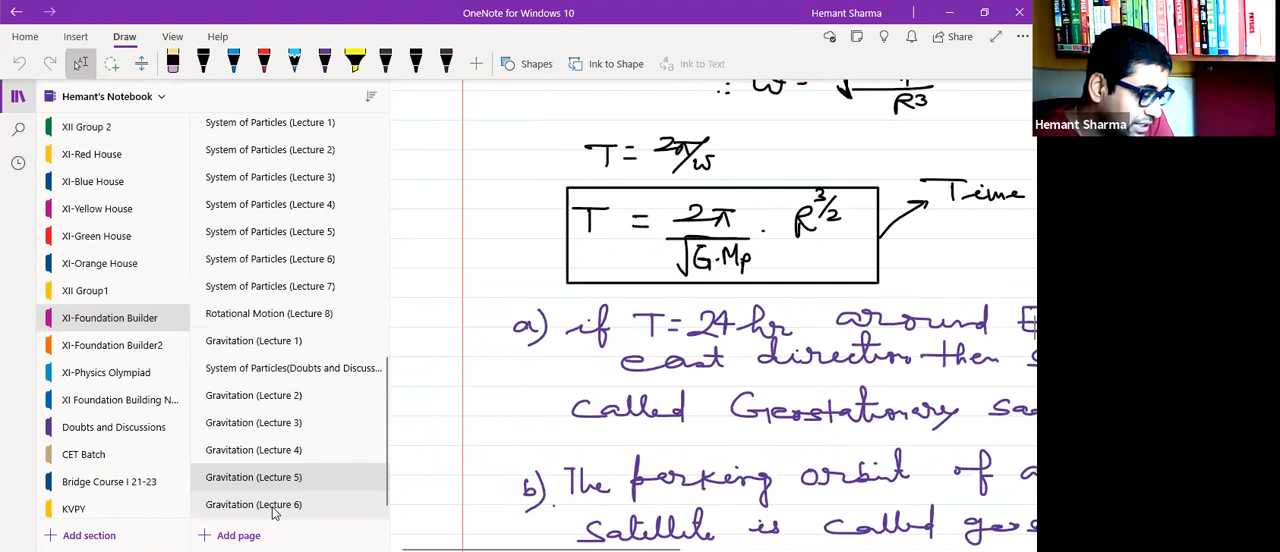 OneNote for Windows 10
Hemant Sharma
Home Insert Draw View Help
Share
Shapes Ink to Shape Ink to Text
Hemant's Notebook
XII Group 2
XI-Red House
XI-Blue House
XI-Yellow House
XI-Green House
XI-Orange House
XII Group1
XI-Foundation Builder
XI-Foundation Builder2
XI-Physics Olympiad
XI Foundation Building N...
Doubts and Discussions
CET Batch
Bridge Course I 21-23
KVPY
Add section
System of Particles (Lecture 1)
System of Particles (Lecture 2)
System of Particles (Lecture 3)
System of Particles (Lecture 4)
System of Particles (Lecture 5)
System of Particles (Lecture 6)
System of Particles (Lecture 7)
Rotational Motion (Lecture 8)
Gravitation (Lecture 1)
System of Particles(Doubts and Discuss...
Gravitation (Lecture 2)
Gravitation (Lecture 3)
Gravitation (Lecture 4)
Gravitation (Lecture 5)
Gravitation (Lecture 6)
Add page
R³
T = 2π/ω
T = 2π/√G·Mp · R^3/2
Time
a) if T = 24 hr around
east direction then
called Geostationary
b). The parking orbit of a
satellite is called
Hemant Sharma